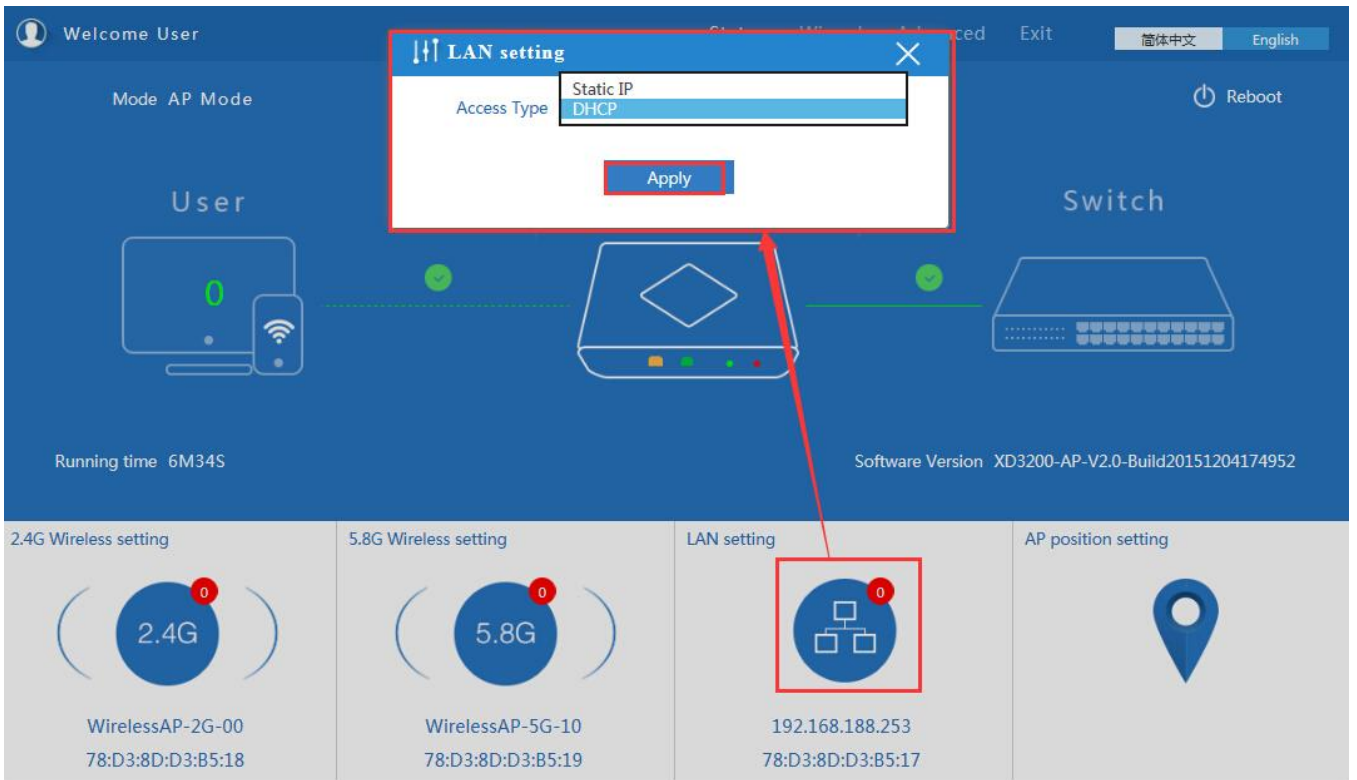 Welcome User
Exit
简体中文
English
LAN setting
Static IP
Access Type
DHCP
Apply
Mode AP Mode
Reboot
User
Switch
0
Running time 6M34S
Software Version XD3200-AP-V2.0-Build20151204174952
2.4G Wireless setting
5.8G Wireless setting
LAN setting
AP position setting
0
0
0
2.4G
5.8G
WirelessAP-2G-00
WirelessAP-5G-10
192.168.188.253
78:D3:8D:D3:B5:18
78:D3:8D:D3:B5:19
78:D3:8D:D3:B5:17